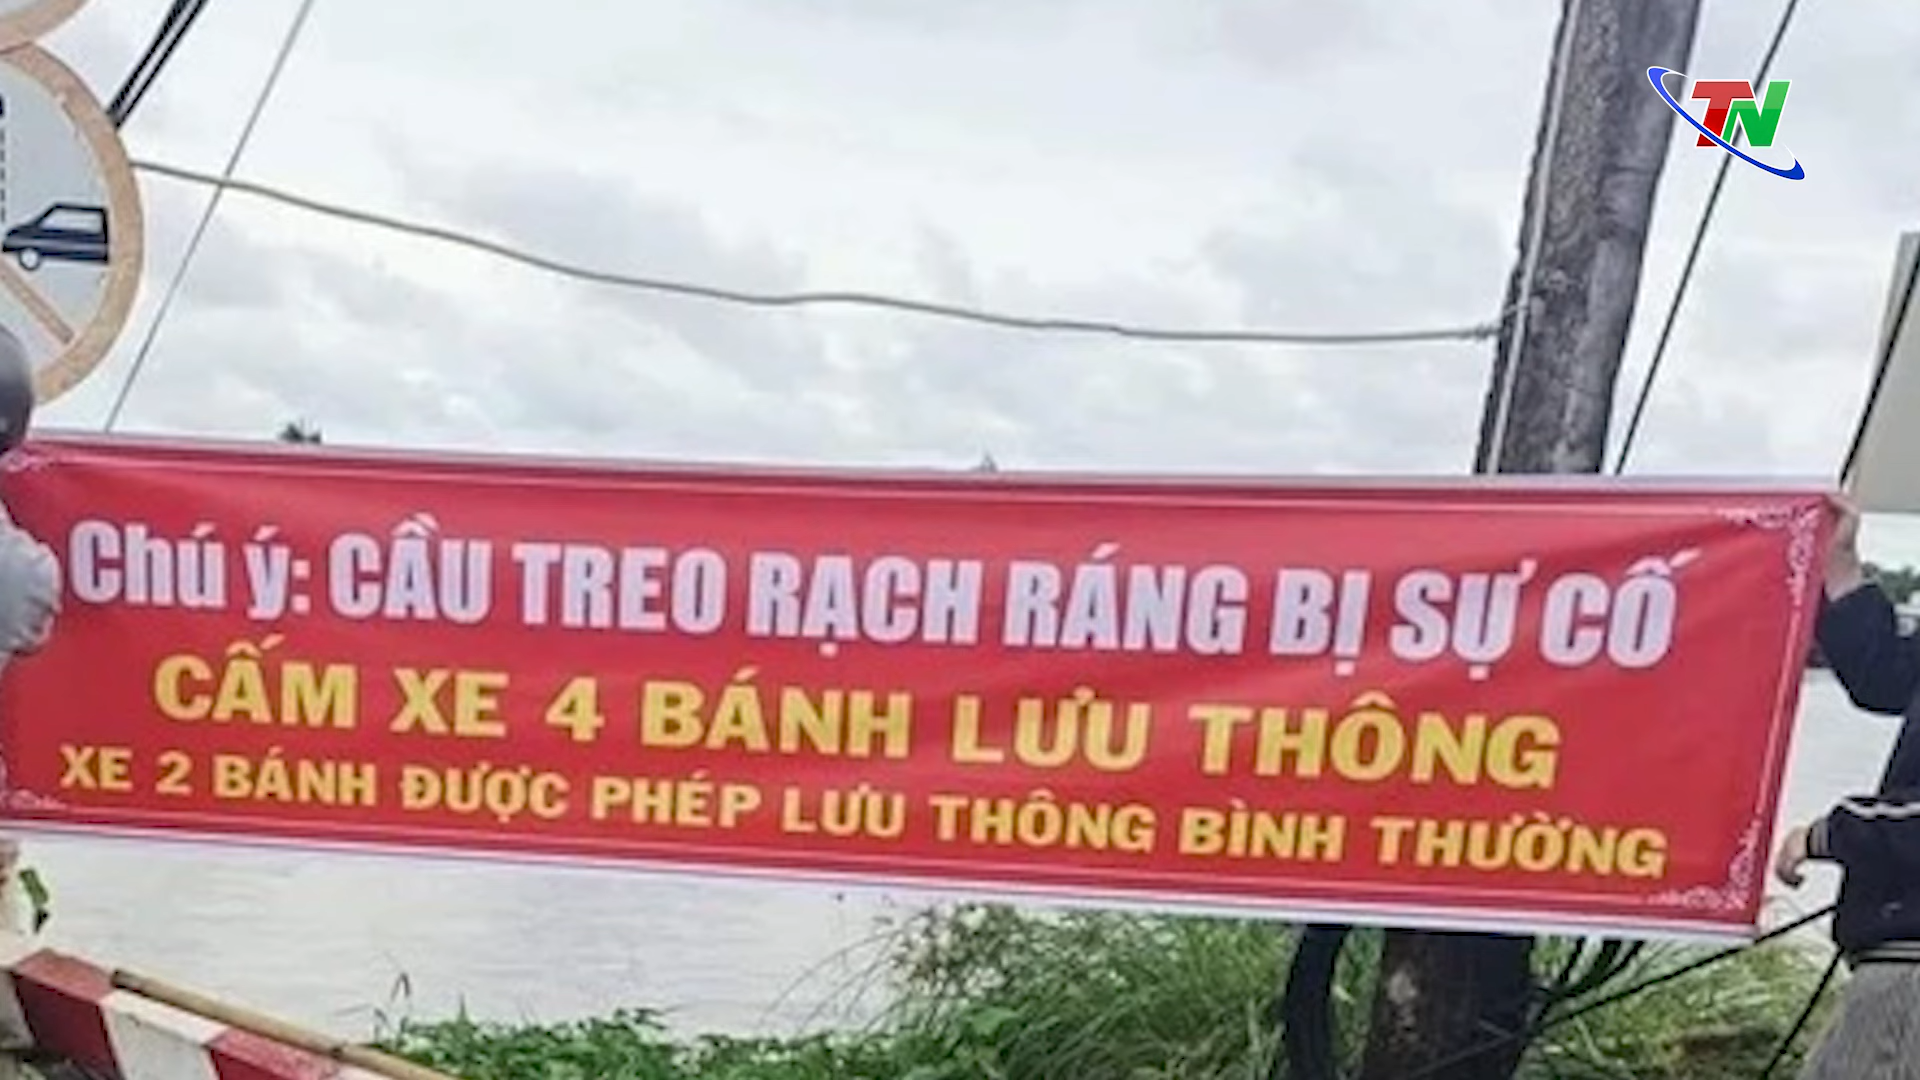 TN
Chú ý: CẦU TREO RẠCH RÁNG BỊ SỰ CỐ
CẤM XE 4 BÁNH LƯU THÔNG
XE 2 BÁNH ĐƯỢC PHÉP LƯU THÔNG BÌNH THƯỜNG